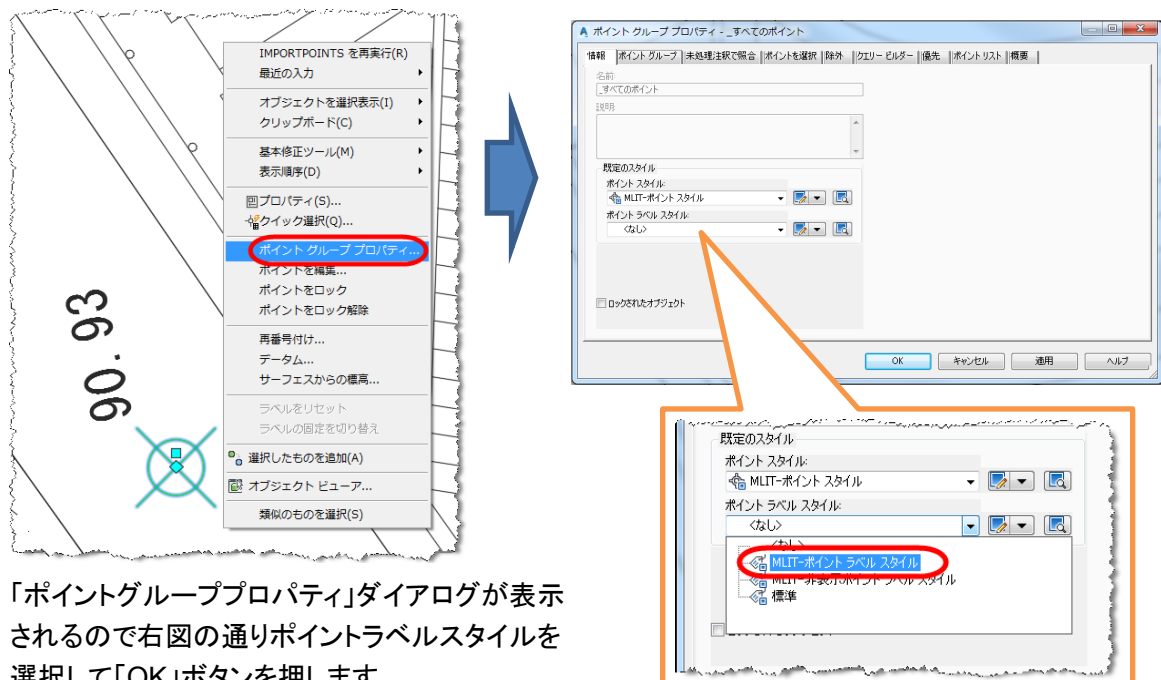 IMPORTPOINTS を再実行(R)
最近の入力
オブジェクトを選択表示(I)
クリップボード(C)
基本修正ツール(M)
表示順序(D)
プロパティ(S)...
クイック選択(Q)...
ポイント グループ プロパティ...
ポイントを編集...
ポイントをロック
ポイントをロック解除
再番号付け...
データム...
サーフェスからの標高...
ラベルをリセット
ラベルの固定を切り替え
選択したものを追加(A)
オブジェクト ビューア...
類似のものを選択(S)
90.93
ポイント グループ プロパティ - _すべてのポイント
情報 ポイント グループ 未処理注釈で照合 ポイントを選択 除外 クエリー ビルダー 優先 ポイント リスト 概要
名前:
_すべてのポイント
説明:
既定のスタイル
ポイント スタイル:
MLIT-ポイント スタイル
ポイント ラベル スタイル:
<なし>
ロックされたオブジェクト
OK キャンセル 適用 ヘルプ
既定のスタイル
ポイント スタイル:
MLIT-ポイント スタイル
ポイント ラベル スタイル:
<なし>
<なし>
MLIT-ポイント ラベル スタイル
MLIT-非表示ポイント ラベル スタイル
標準
「ポイントグループプロパティ」ダイアログが表示
されるので右図の通りポイントラベルスタイルを
選択して「OK」ボタンを押します